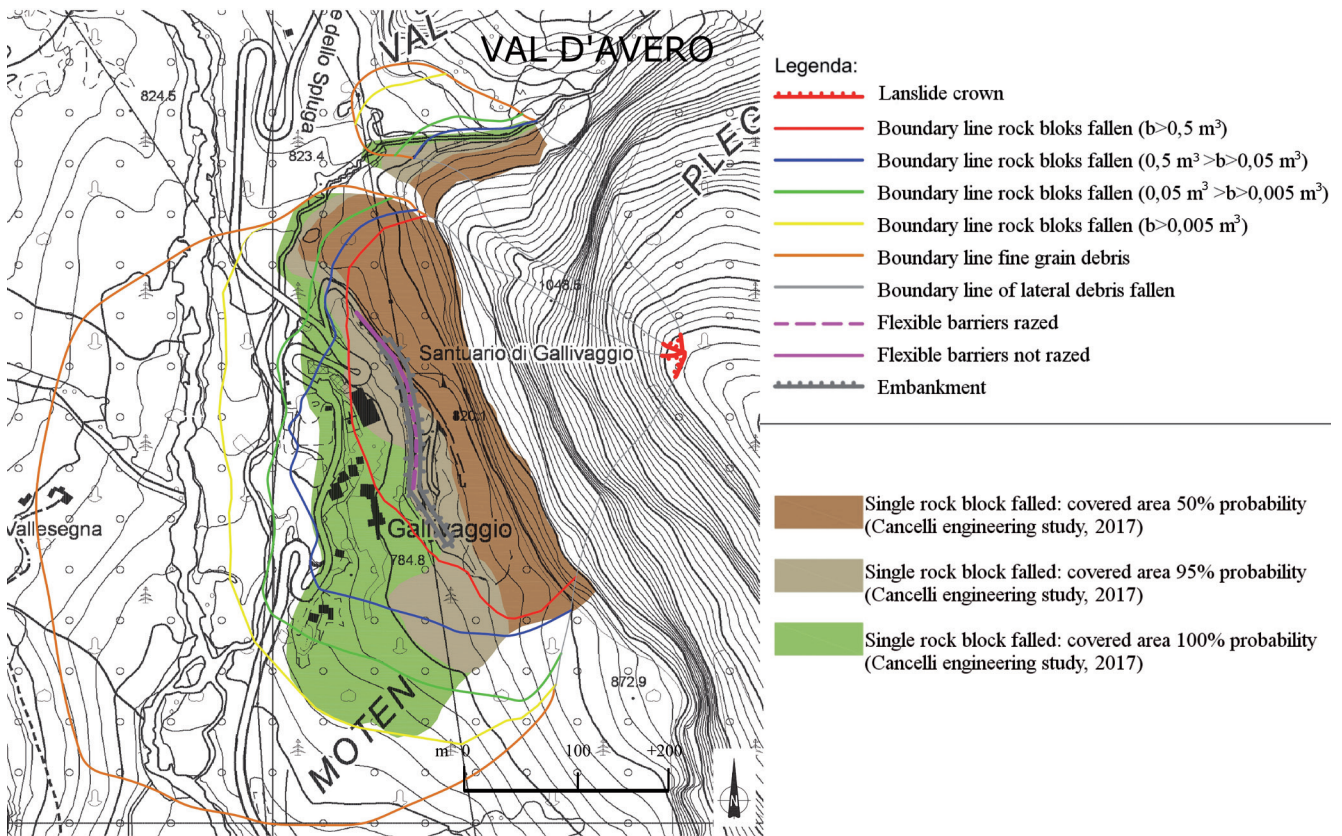 824.5
e dello Spluga
VAL
VAL D'AVERO
823.4
PLEG
1048.5
Santuario di Gallivaggio
820.1
Vallesegna
Gallivaggio
784.8
872.9
MOTEN
m 0 100 +200
N
Legenda:
Lanslide crown
Boundary line rock bloks fallen (b>0,5 m³)
Boundary line rock bloks fallen (0,5 m³ >b>0,05 m³)
Boundary line rock bloks fallen (0,05 m³ >b>0,005 m³)
Boundary line rock bloks fallen (b>0,005 m³)
Boundary line fine grain debris
Boundary line of lateral debris fallen
Flexible barriers razed
Flexible barriers not razed
Embankment
Single rock block falled: covered area 50% probability
(Cancelli engineering study, 2017)
Single rock block falled: covered area 95% probability
(Cancelli engineering study, 2017)
Single rock block falled: covered area 100% probability
(Cancelli engineering study, 2017)